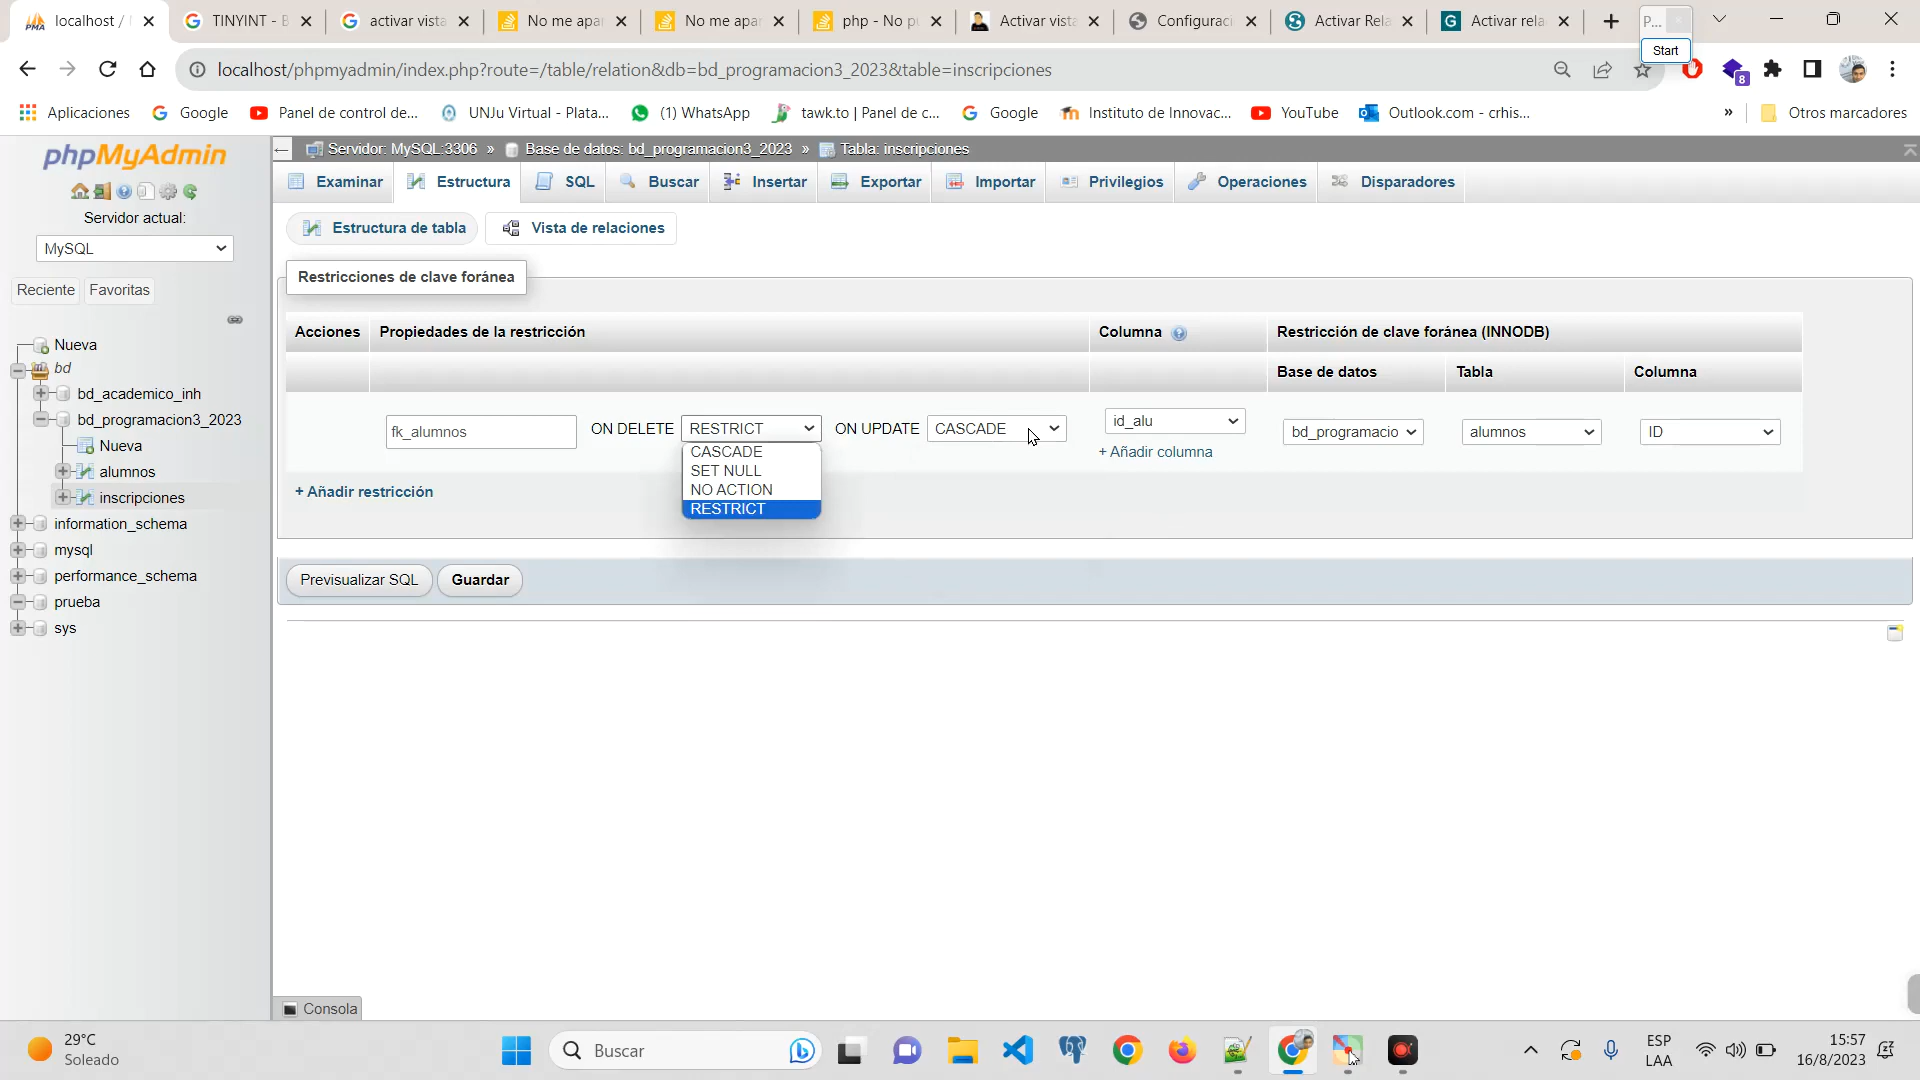 localhost / 
TINYINT - B
activar vista
No me apar
No me apar
php - No pu
Activar vista
Configuraci
Activar Rela
Activar rela
P...
Start
localhost/phpmyadmin/index.php?route=/table/relation&db=bd_programacion3_2023&table=inscripciones
8
Aplicaciones
Google
Panel de control de...
UNJu Virtual - Plata...
(1) WhatsApp
tawk.to | Panel de c...
Google
Instituto de Innovac...
YouTube
Outlook.com - crhis...
»
Otros marcadores
phpMyAdmin
Servidor actual:
MySQL
Reciente
Favoritas
Nueva
bd
bd_academico_inh
bd_programacion3_2023
Nueva
alumnos
inscripciones
information_schema
mysql
performance_schema
prueba
sys
Servidor: MySQL:3306 » Base de datos: bd_programacion3_2023 » Tabla: inscripciones
Examinar
Estructura
SQL
Buscar
Insertar
Exportar
Importar
Privilegios
Operaciones
Disparadores
Estructura de tabla
Vista de relaciones
Restricciones de clave foránea
Acciones
Propiedades de la restricción
Columna
Restricción de clave foránea (INNODB)
Base de datos
Tabla
Columna
fk_alumnos
ON DELETE
RESTRICT
ON UPDATE
CASCADE
id_alu
bd_programacio
alumnos
ID
CASCADE
SET NULL
NO ACTION
RESTRICT
+ Añadir columna
+ Añadir restricción
Previsualizar SQL
Guardar
Consola
29°C
Soleado
Buscar
ESP
LAA
15:57
16/8/2023